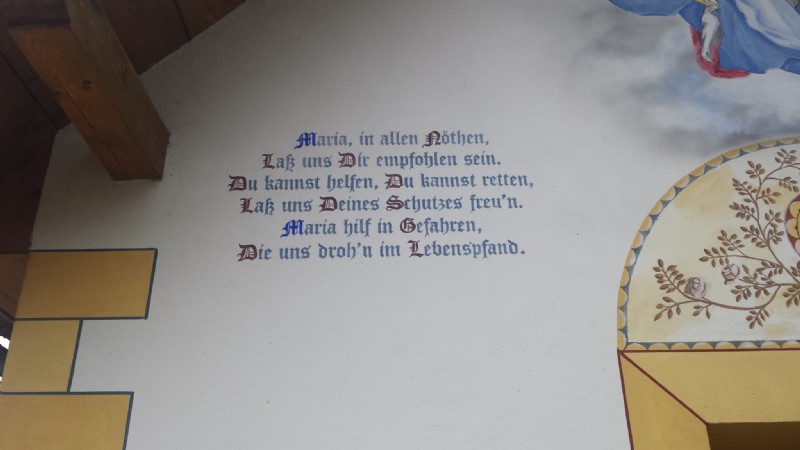 Maria, in allen Nöthen,
Laß uns Dir empfohlen sein.
Du kannst helfen, Du kannst retten,
Laß uns Deines Schutzes freu'n.
Maria hilf in Gefahren,
Die uns droh'n im Lebenspfand.